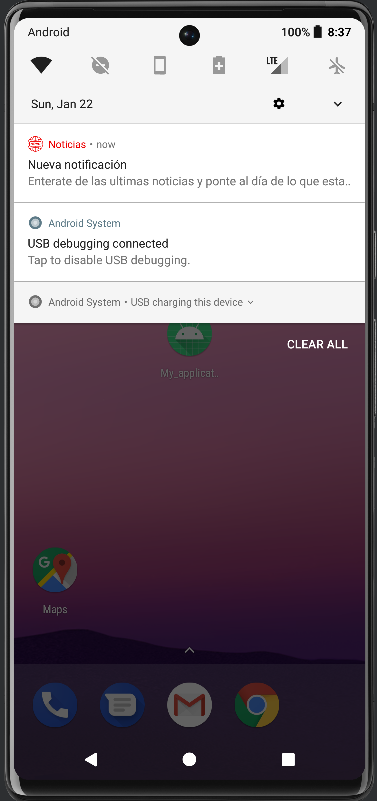 Android 100% 8:37
LTE
Sun, Jan 22
Noticias • now
Nueva notificación
Enterate de las ultimas noticias y ponte al día de lo que esta..
Android System
USB debugging connected
Tap to disable USB debugging.
Android System • USB charging this device
CLEAR ALL
My_applicat..
Maps